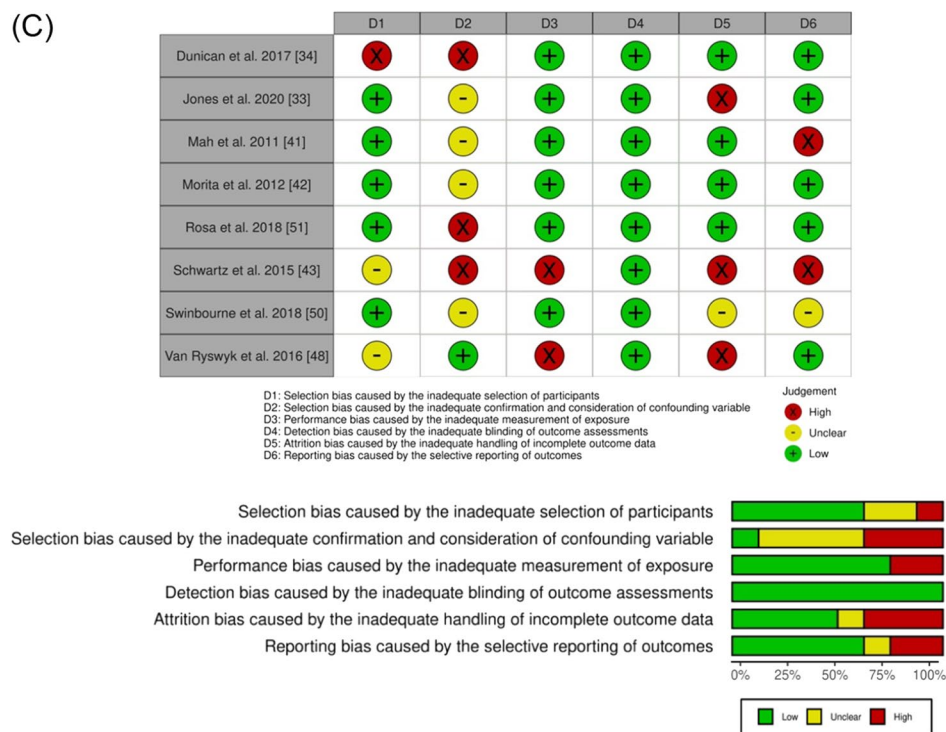 (C)
D1 D2 D3 D4 D5 D6
Dunican et al. 2017 [34] X X + + + +
Jones et al. 2020 [33] + - + + X +
Mah et al. 2011 [41] + - + + + X
Morita et al. 2012 [42] + - + + + +
Rosa et al. 2018 [51] + X + + + +
Schwartz et al. 2015 [43] - X X + X X
Swinbourne et al. 2018 [50] + - + + - -
Van Ryswyk et al. 2016 [48] - + X + X +
D1: Selection bias caused by the inadequate selection of participants
D2: Selection bias caused by the inadequate confirmation and consideration of confounding variable
D3: Performance bias caused by the inadequate measurement of exposure
D4: Detection bias caused by the inadequate blinding of outcome assessments
D5: Attrition bias caused by the inadequate handling of incomplete outcome data
D6: Reporting bias caused by the selective reporting of outcomes
Judgement
X High
- Unclear
+ Low
Selection bias caused by the inadequate selection of participants
Selection bias caused by the inadequate confirmation and consideration of confounding variable
Performance bias caused by the inadequate measurement of exposure
Detection bias caused by the inadequate blinding of outcome assessments
Attrition bias caused by the inadequate handling of incomplete outcome data
Reporting bias caused by the selective reporting of outcomes
0% 25% 50% 75% 100%
Low Unclear High